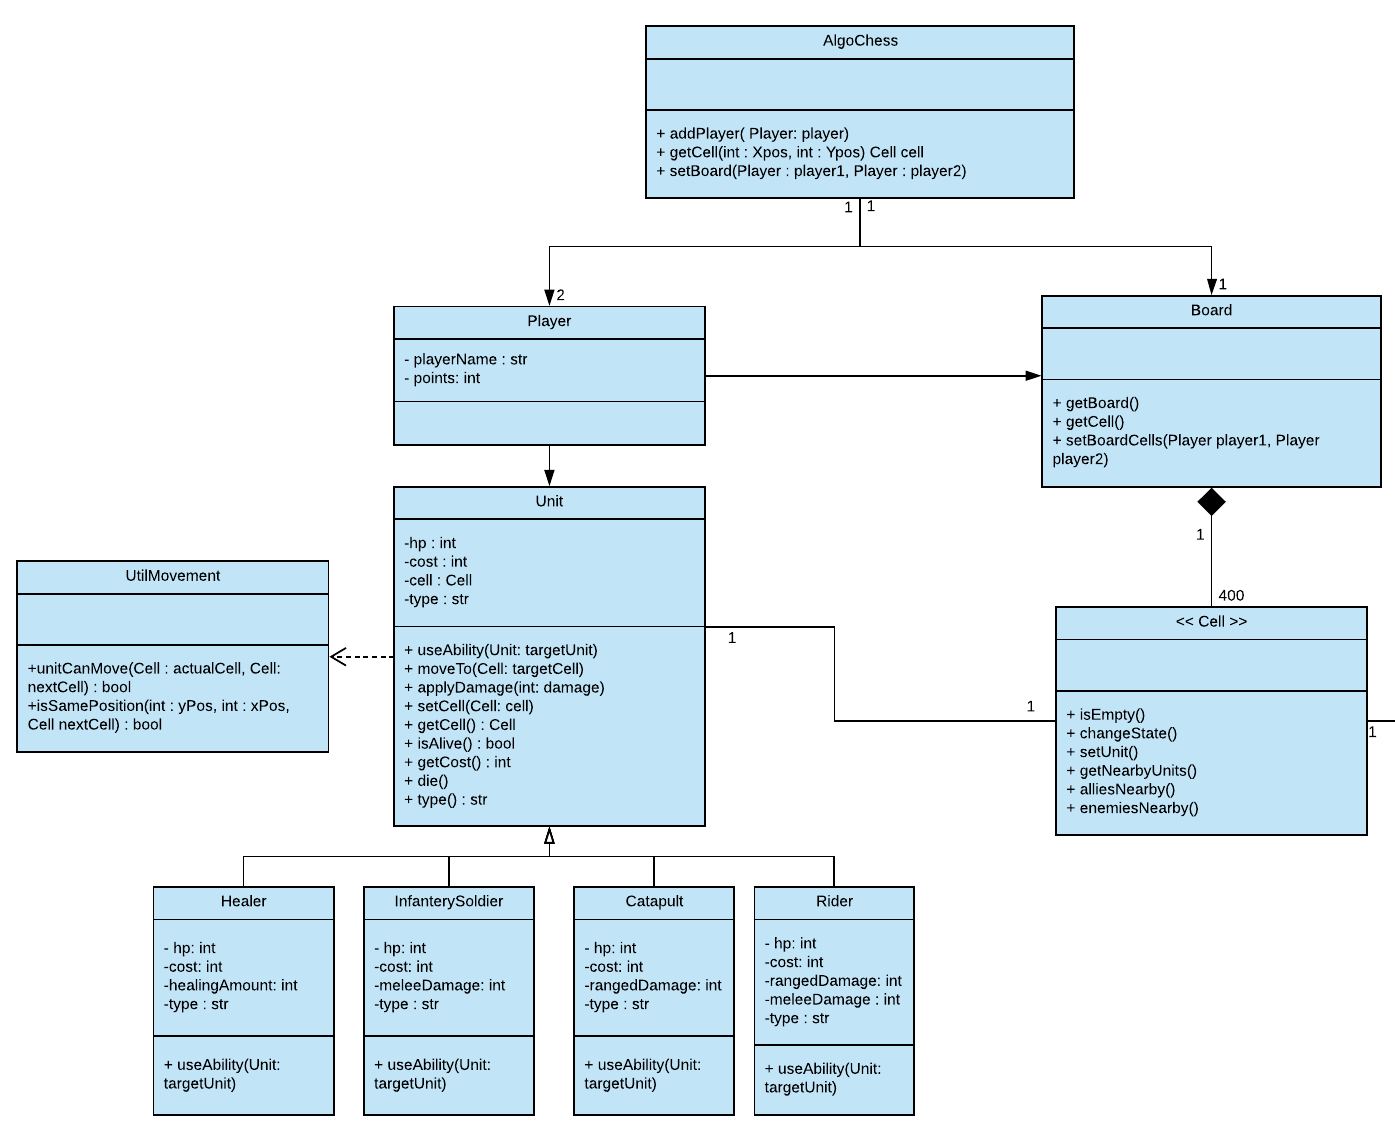 AlgoChess
+ addPlayer( Player: player)
+ getCell(int : Xpos, int : Ypos) Cell cell
+ setBoard(Player : player1, Player : player2)
1
1
2
1
Player
- playerName : str
- points: int
Board
+ getBoard()
+ getCell()
+ setBoardCells(Player player1, Player
player2)
1
400
Unit
-hp : int
-cost : int
-cell : Cell
-type : str
+ useAbility(Unit: targetUnit)
+ moveTo(Cell: targetCell)
+ applyDamage(int: damage)
+ setCell(Cell: cell)
+ getCell() : Cell
+ isAlive() : bool
+ getCost() : int
+ die()
+ type() : str
UtilMovement
+unitCanMove(Cell : actualCell, Cell:
nextCell) : bool
+isSamePosition(int : yPos, int : xPos,
Cell nextCell) : bool
1
1
<< Cell >>
+ isEmpty()
+ changeState()
+ setUnit()
+ getNearbyUnits()
+ alliesNearby()
+ enemiesNearby()
1
Healer
- hp: int
-cost: int
-healingAmount: int
-type : str
+ useAbility(Unit:
targetUnit)
InfanterySoldier
- hp: int
-cost: int
-meleeDamage: int
-type : str
+ useAbility(Unit:
targetUnit)
Catapult
- hp: int
-cost: int
-rangedDamage: int
-type : str
+ useAbility(Unit:
targetUnit)
Rider
- hp: int
-cost: int
-rangedDamage: int
-meleeDamage : int
-type : str
+ useAbility(Unit:
targetUnit)